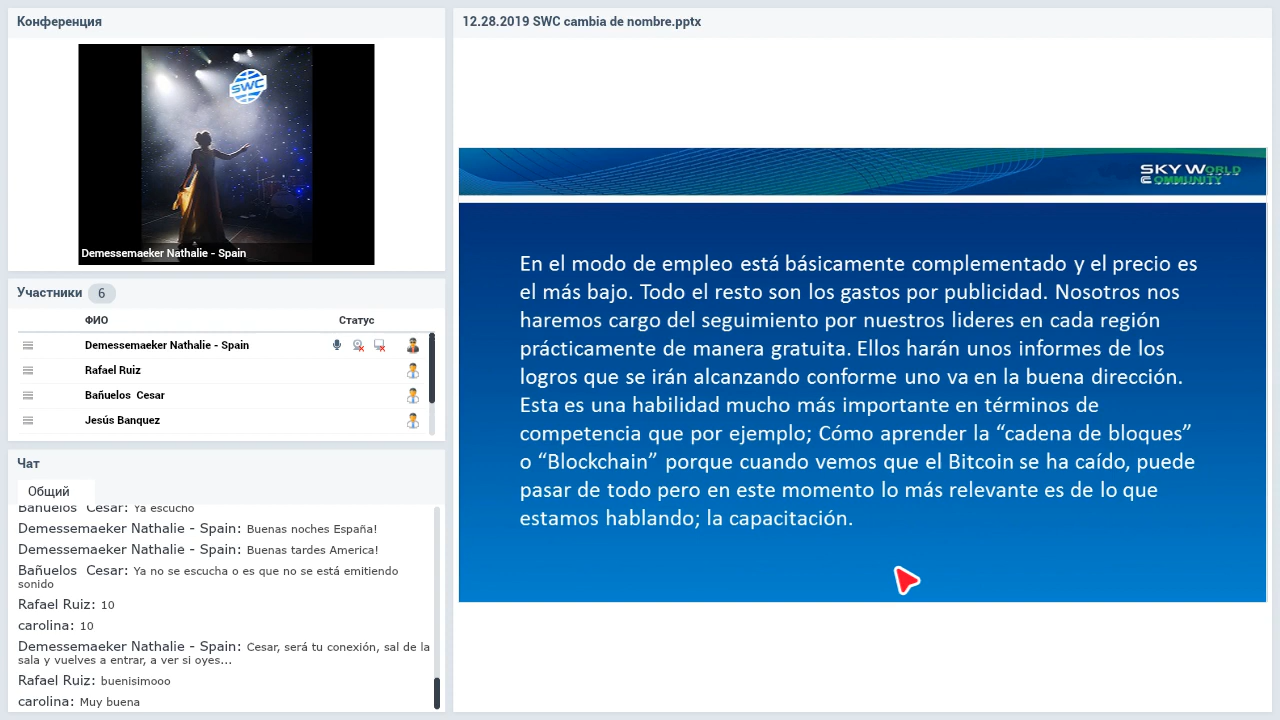 Конференция
SWC
Demessemaeker Nathalie - Spain
Участники 6
ФИО Статус
Demessemaeker Nathalie - Spain
Rafael Ruiz
Bañuelos Cesar
Jesús Banquez
Чат
Общий
Bañuelos Cesar: Ya escucho
Demessemaeker Nathalie - Spain: Buenas noches España!
Demessemaeker Nathalie - Spain: Buenas tardes America!
Bañuelos Cesar: Ya no se escucha o es que no se está emitiendo
sonido
Rafael Ruiz: 10
carolina: 10
Demessemaeker Nathalie - Spain: Cesar, será tu conexión, sal de la
sala y vuelves a entrar, a ver si oyes...
Rafael Ruiz: buenisimooo
carolina: Muy buena
12.28.2019 SWC cambia de nombre.pptx
SKY WORLD
COMMUNITY
En el modo de empleo está básicamente complementado y el precio es
el más bajo. Todo el resto son los gastos por publicidad. Nosotros nos
haremos cargo del seguimiento por nuestros lideres en cada región
prácticamente de manera gratuita. Ellos harán unos informes de los
logros que se irán alcanzando conforme uno va en la buena dirección.
Esta es una habilidad mucho más importante en términos de
competencia que por ejemplo; Cómo aprender la “cadena de bloques”
o “Blockchain” porque cuando vemos que el Bitcoin se ha caído, puede
pasar de todo pero en este momento lo más relevante es de lo que
estamos hablando; la capacitación.